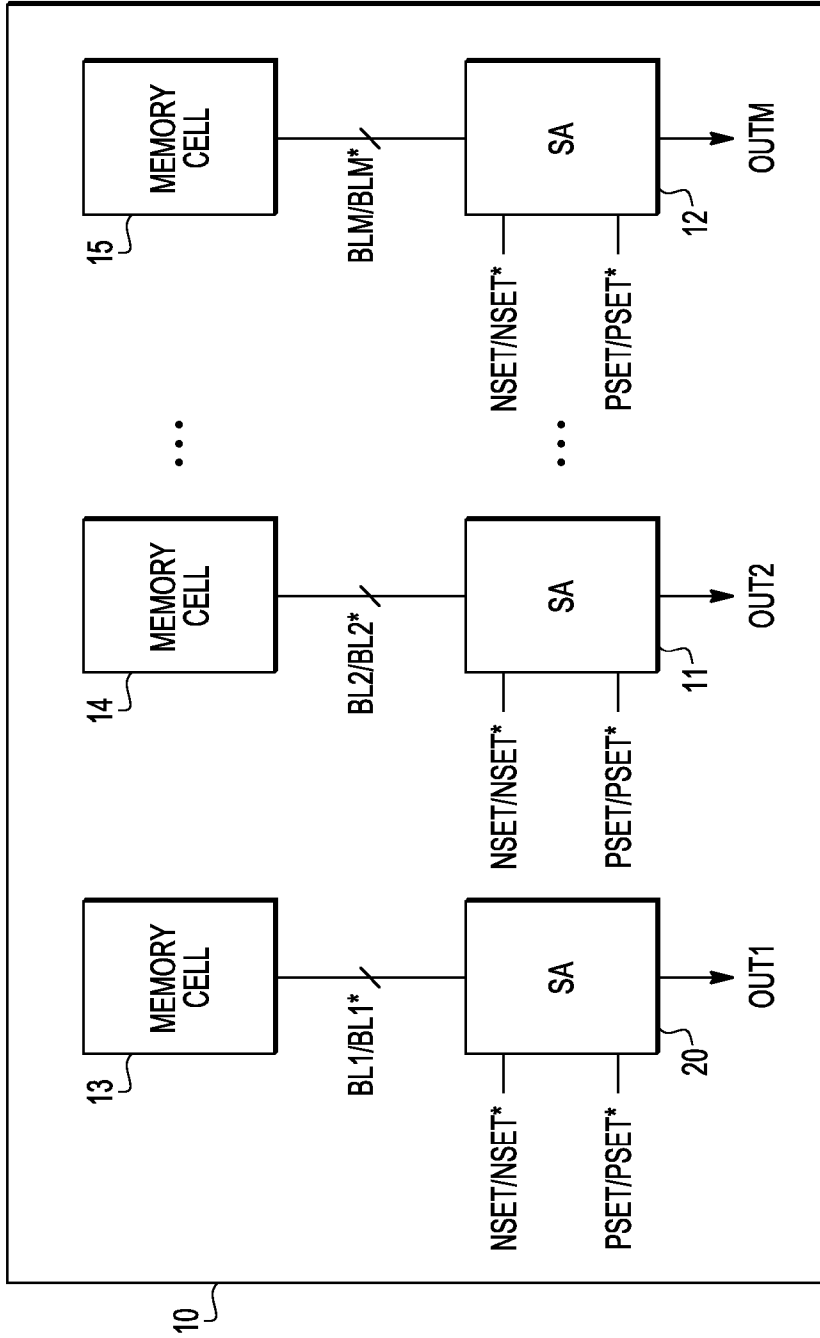 10
13
MEMORY
CELL
14
MEMORY
CELL
15
MEMORY
CELL
BL1/BL1*
BL2/BL2*
BLM/BLM*
NSET/NSET*
PSET/PSET*
SA
20
NSET/NSET*
PSET/PSET*
SA
11
NSET/NSET*
PSET/PSET*
SA
12
OUT1
OUT2
OUTM